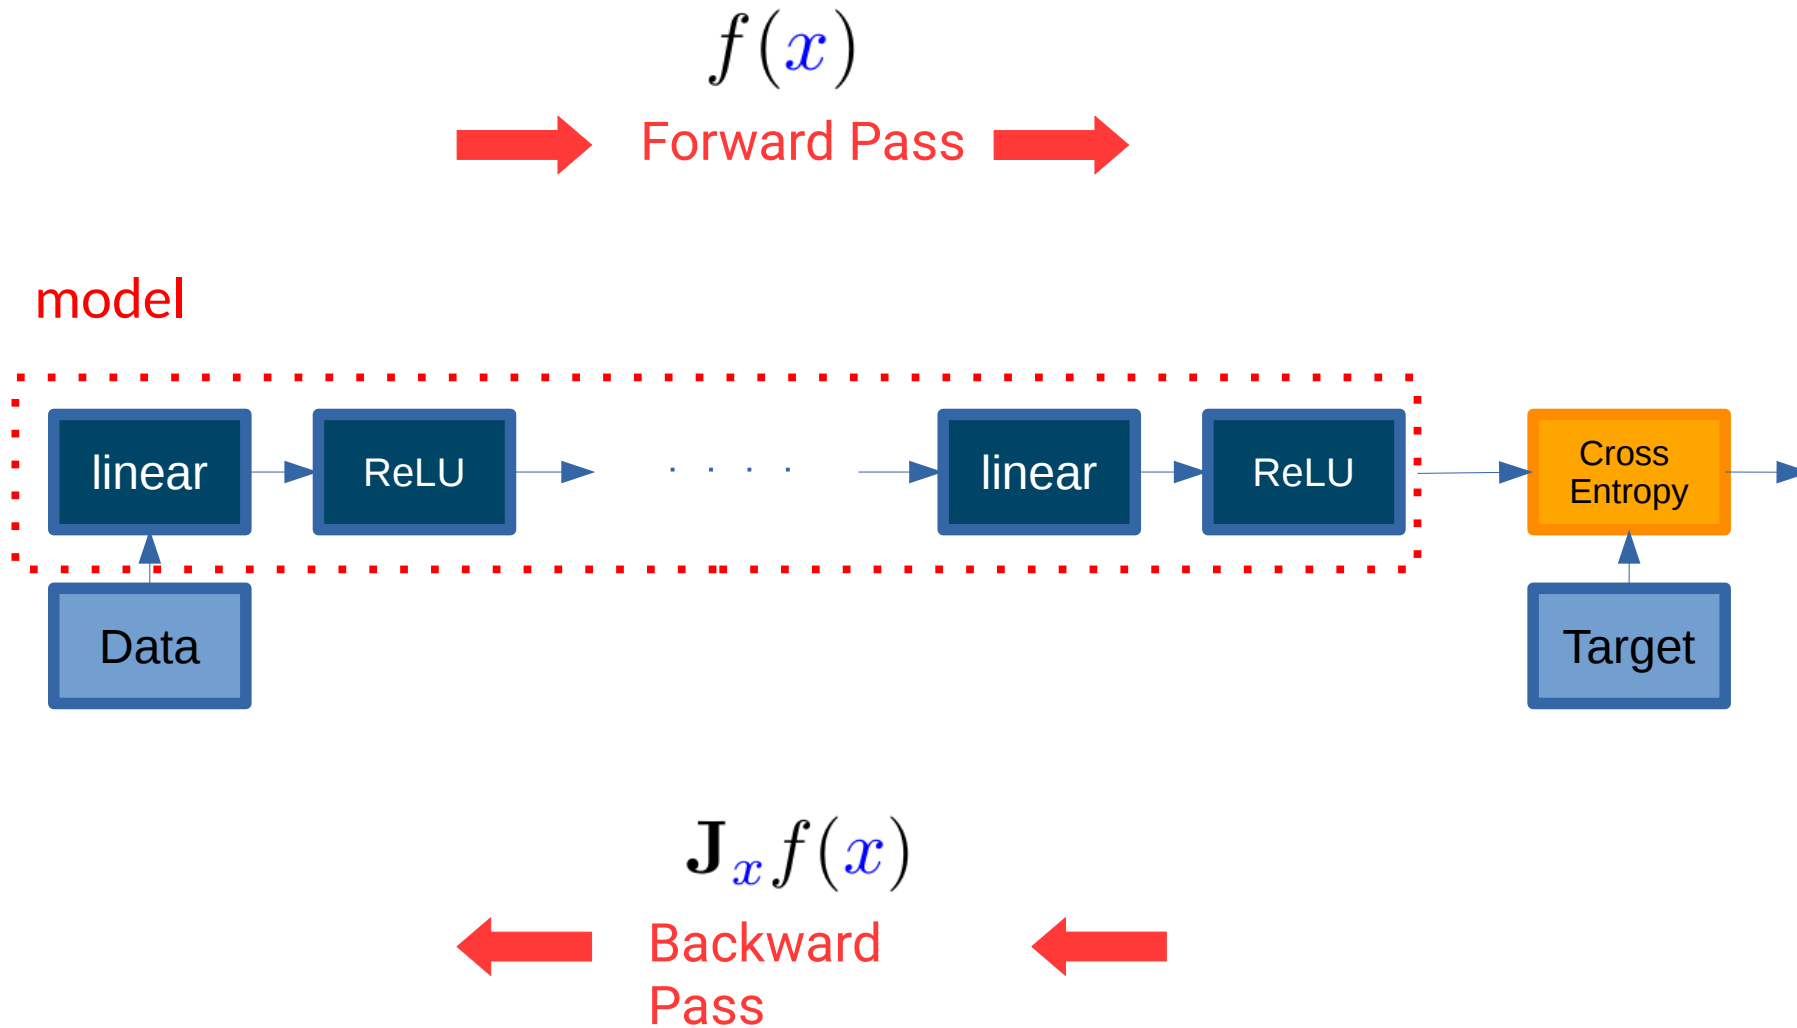 f(x)
Forward Pass
model
linear
ReLU
. . . .
linear
ReLU
Cross
Entropy
Data
Target
J_x f(x)
Backward
Pass